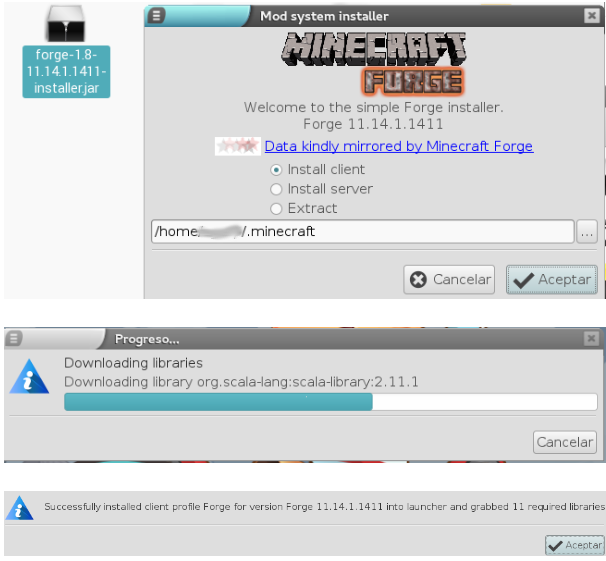 forge-1.8-
11.14.1.1411-
installer.jar
Mod system installer
MINECRAFT
FORGE
Welcome to the simple Forge installer.
Forge 11.14.1.1411
Data kindly mirrored by Minecraft Forge
Install client
Install server
Extract
/home/ /.minecraft
...
Cancelar
Aceptar
Progreso...
Downloading libraries
Downloading library org.scala-lang:scala-library:2.11.1
Cancelar
Successfully installed client profile Forge for version Forge 11.14.1.1411 into launcher and grabbed 11 required libraries
Aceptar